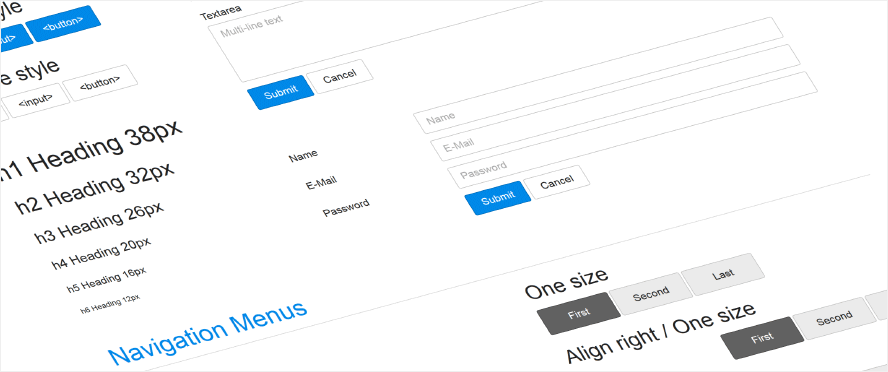 style
<input>
<button>
e style
<input>
<button>
h1 Heading 38px
h2 Heading 32px
h3 Heading 26px
h4 Heading 20px
h5 Heading 16px
h6 Heading 12px
Textarea
Multi-line text
Submit
Cancel
Name
E-Mail
Password
Name
E-Mail
Password
Submit
Cancel
Navigation Menus
One size
First
Second
Last
Align right / One size
First
Second